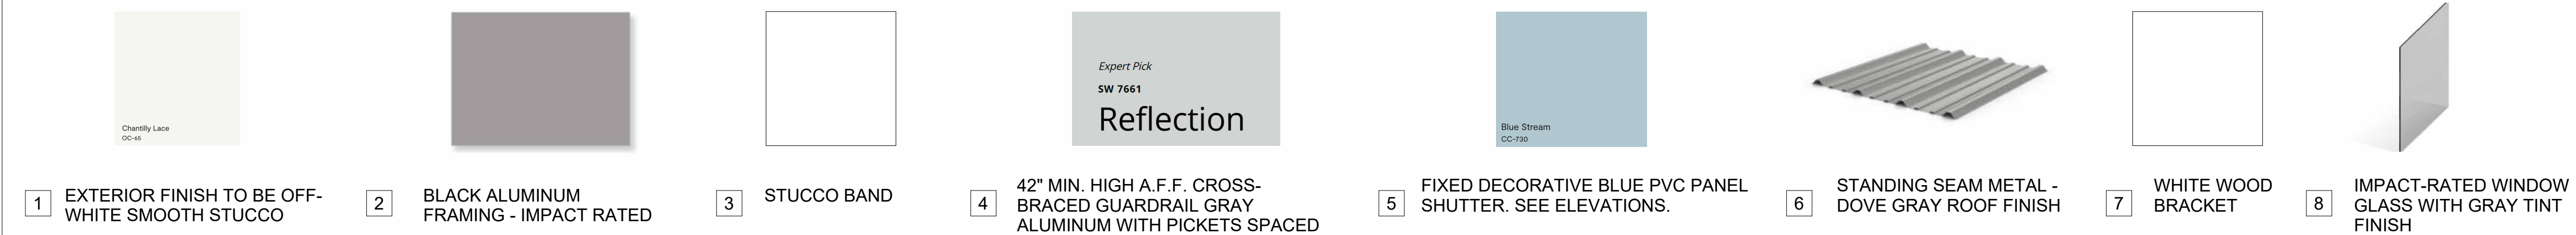 Chantilly Lace
OC-65
Expert Pick
SW 7661
Reflection
Blue Stream
CC-730
1
EXTERIOR FINISH TO BE OFF-
WHITE SMOOTH STUCCO
2
BLACK ALUMINUM
FRAMING - IMPACT RATED
3
STUCCO BAND
4
42" MIN. HIGH A.F.F. CROSS-
BRACED GUARDRAIL GRAY
ALUMINUM WITH PICKETS SPACED
5
FIXED DECORATIVE BLUE PVC PANEL
SHUTTER. SEE ELEVATIONS.
6
STANDING SEAM METAL -
DOVE GRAY ROOF FINISH
7
WHITE WOOD
BRACKET
8
IMPACT-RATED WINDOW
GLASS WITH GRAY TINT
FINISH